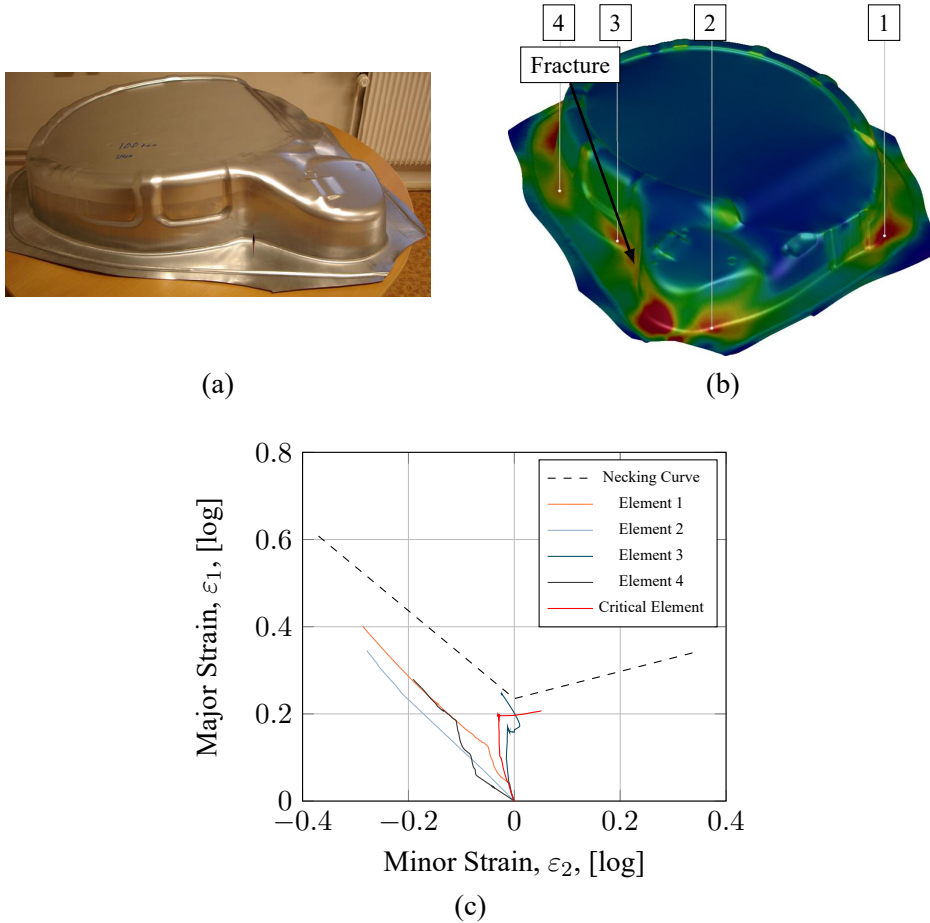 4
3
2
1
Fracture
100
(a)
(b)
0.8
0.6
0.4
0.2
0
−0.4
−0.2
0
0.2
0.4
Major Strain, ε₁, [log]
Minor Strain, ε₂, [log]
Necking Curve
Element 1
Element 2
Element 3
Element 4
Critical Element
(c)